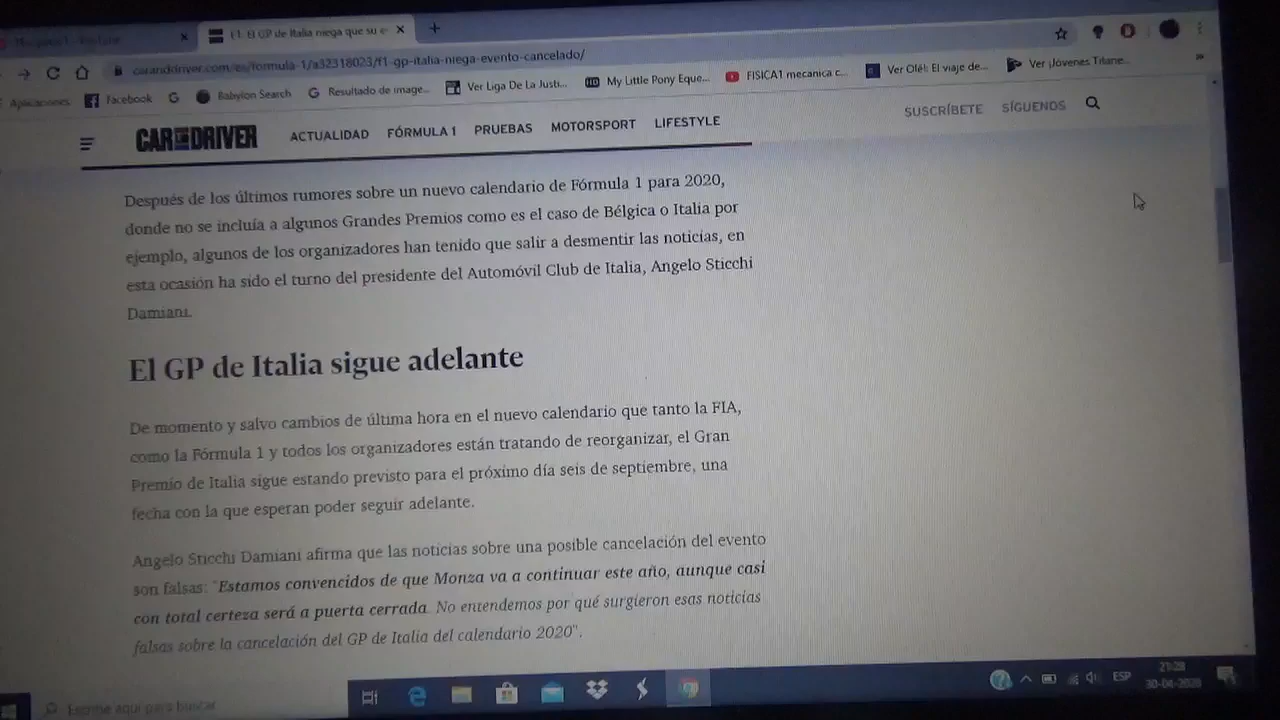 F1. El GP de Italia niega que su e
caranddriver.com/es/formula-1/a32318023/f1-gp-italia-niega-evento-cancelado/
Aplicaciones
Facebook
Babylon Search
Resultado de image...
Ver Liga De La Justi...
My Little Pony Eque...
FISICA1 mecanica c...
Ver Olé!: El viaje de...
Ver ¡Jóvenes Titane...
CAR AND DRIVER
ACTUALIDAD
FÓRMULA 1
PRUEBAS
MOTORSPORT
LIFESTYLE
SUSCRÍBETE
SÍGUENOS
Después de los últimos rumores sobre un nuevo calendario de Fórmula 1 para 2020,
donde no se incluía a algunos Grandes Premios como es el caso de Bélgica o Italia por
ejemplo, algunos de los organizadores han tenido que salir a desmentir las noticias, en
esta ocasión ha sido el turno del presidente del Automóvil Club de Italia, Angelo Sticchi
Damiani.
El GP de Italia sigue adelante
De momento y salvo cambios de última hora en el nuevo calendario que tanto la FIA,
como la Fórmula 1 y todos los organizadores están tratando de reorganizar, el Gran
Premio de Italia sigue estando previsto para el próximo día seis de septiembre, una
fecha con la que esperan poder seguir adelante.
Angelo Sticchi Damiani afirma que las noticias sobre una posible cancelación del evento
son falsas: "Estamos convencidos de que Monza va a continuar este año, aunque casi
con total certeza será a puerta cerrada. No entendemos por qué surgieron esas noticias
falsas sobre la cancelación del GP de Italia del calendario 2020".
Escribe aquí para buscar
ESP
21:28
30-04-2020